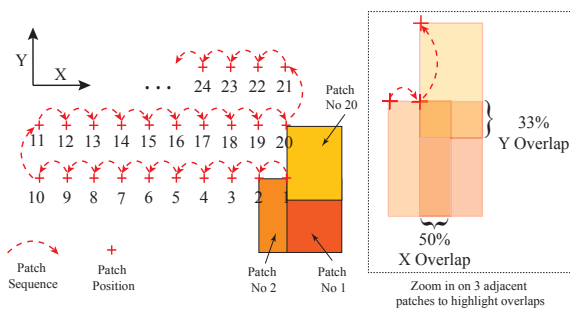 Y
X
Patch
No 20
...
24 23 22 21
11 12 13 14 15 16 17 18 19 20
10 9 8 7 6 5 4 3 2 1
Patch
Sequence
Patch
Position
Patch
No 2
Patch
No 1
33%
Y Overlap
50%
X Overlap
Zoom in on 3 adjacent
patches to highlight overlaps